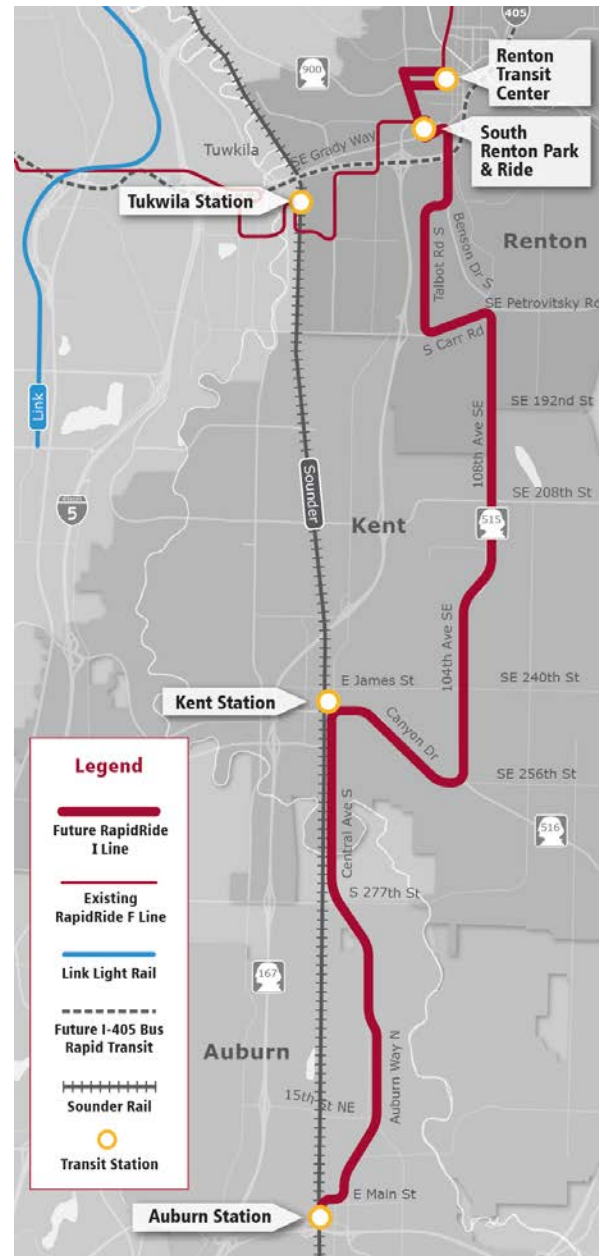 405
900
Renton
Transit
Center
South
Renton Park
& Ride
Tuwkila
SE Grady Way
Tukwila Station
Talbot Rd S
Benson Dr S
Renton
SE Petrovitsky Rd
S Carr Rd
Link
SE 192nd St
108th Ave SE
Sounder
SE 208th St
5
Kent
515
104th Ave SE
E James St
SE 240th St
Kent Station
Canyon Dr
SE 256th St
516
Central Ave S
S 277th St
167
Auburn
Auburn Way N
15th St NE
E Main St
Auburn Station
Legend
Future RapidRide
I Line
Existing
RapidRide F Line
Link Light Rail
Future I-405 Bus
Rapid Transit
Sounder Rail
Transit Station